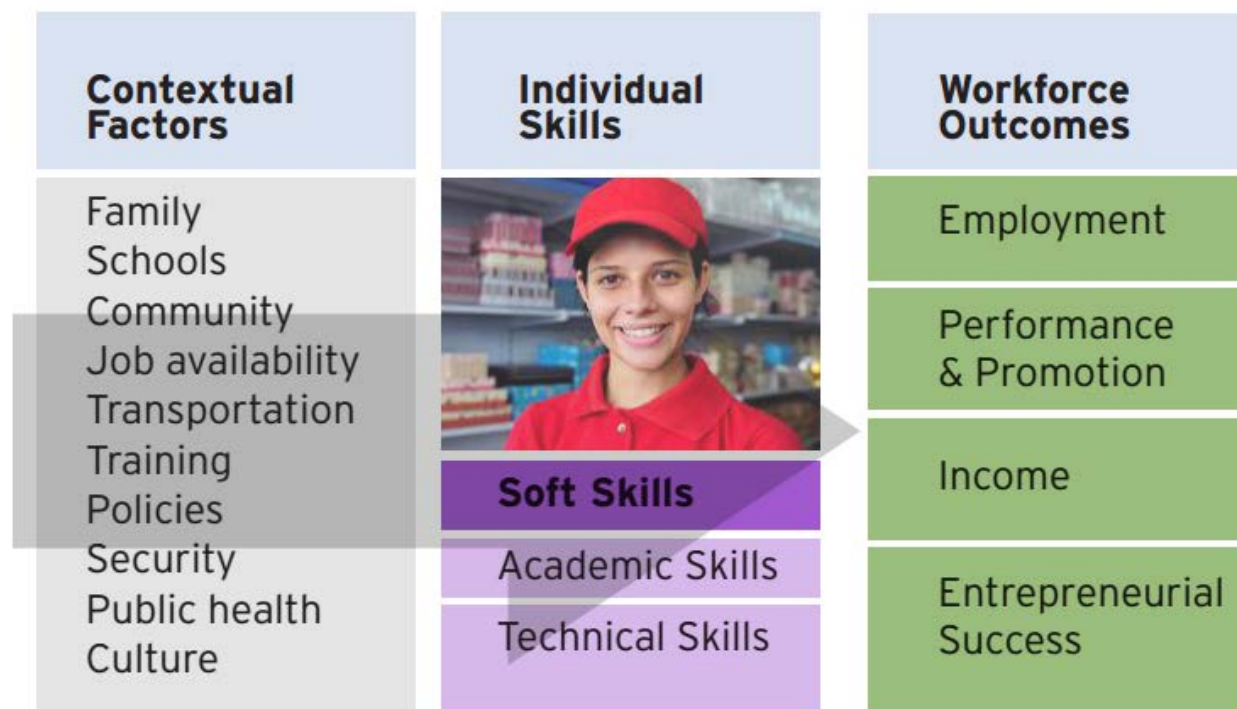 Contextual
Factors
Family
Schools
Community
Job availability
Transportation
Training
Policies
Security
Public health
Culture
Individual
Skills
Soft Skills
Academic Skills
Technical Skills
Workforce
Outcomes
Employment
Performance
& Promotion
Income
Entrepreneurial
Success